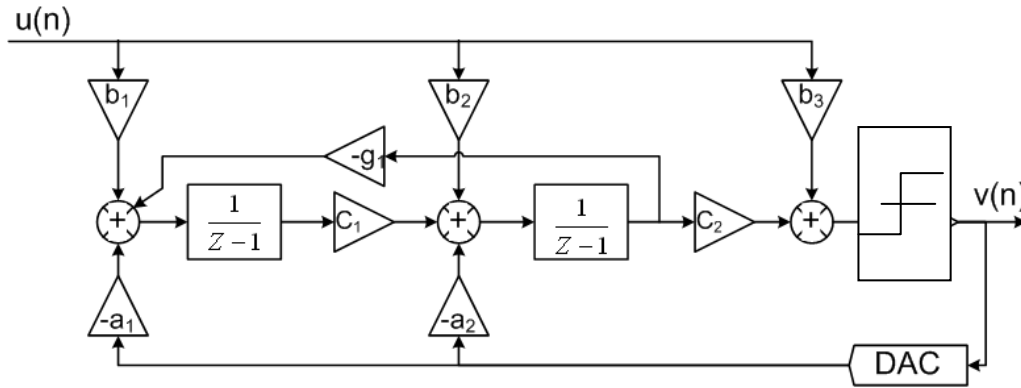 u(n)
b₁
b₂
b₃
-g₁
1
Z-1
C₁
1
Z-1
C₂
v(n)
-a₁
-a₂
DAC